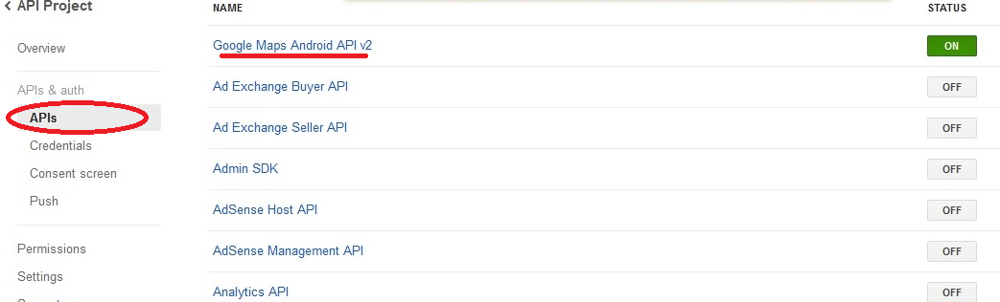 < API Project
Overview
APIs & auth
APIs
Credentials
Consent screen
Push
Permissions
Settings
NAME STATUS
Google Maps Android API v2 ON
Ad Exchange Buyer API OFF
Ad Exchange Seller API OFF
Admin SDK OFF
AdSense Host API OFF
AdSense Management API OFF
Analytics API OFF